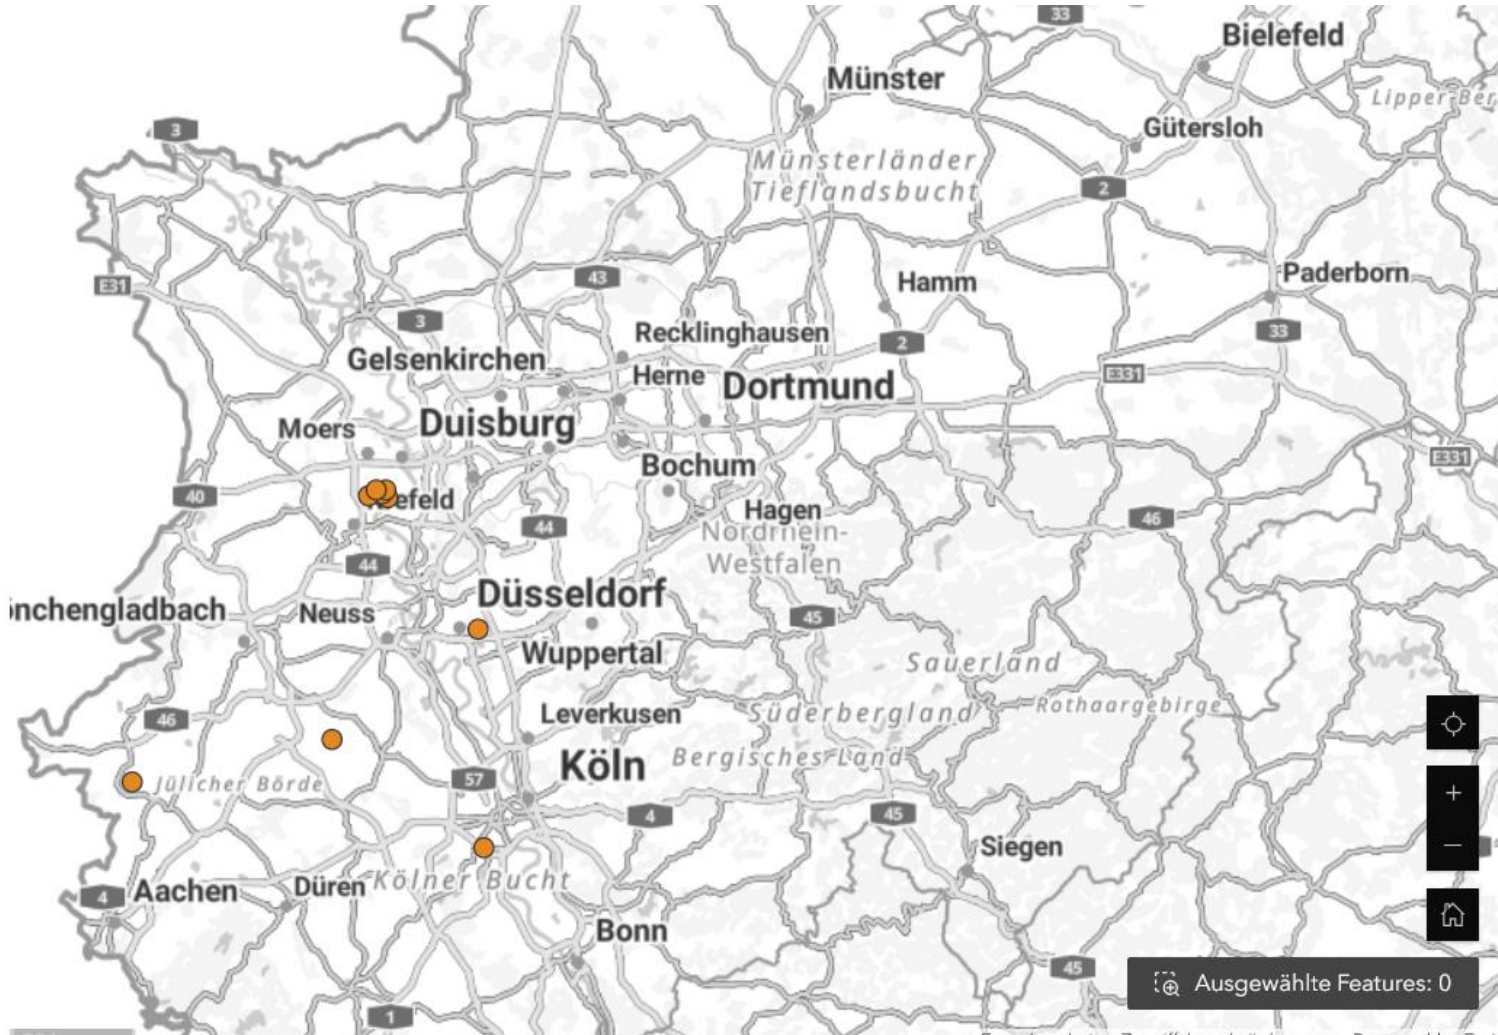 33
Bielefeld
Münster
Lipper Ber
3
Gütersloh
Münsterländer
Tieflandsbucht
2
E31
43
Hamm
Paderborn
3
Recklinghausen
33
2
Gelsenkirchen
Herne
Dortmund
E331
Moers
Duisburg
E331
Bochum
40
efeld
Hagen
44
46
Nordrhein-
Westfalen
44
Düsseldorf
önchengladbach
Neuss
45
Wuppertal
Sauerland
46
Leverkusen
Süderbergland
Rothaargebirge
Köln
Bergisches Land
57
Jülicher Börde
4
45
Siegen
Aachen
4
Düren
Kölner Bucht
Bonn
45
Ausgewählte Features: 0
1